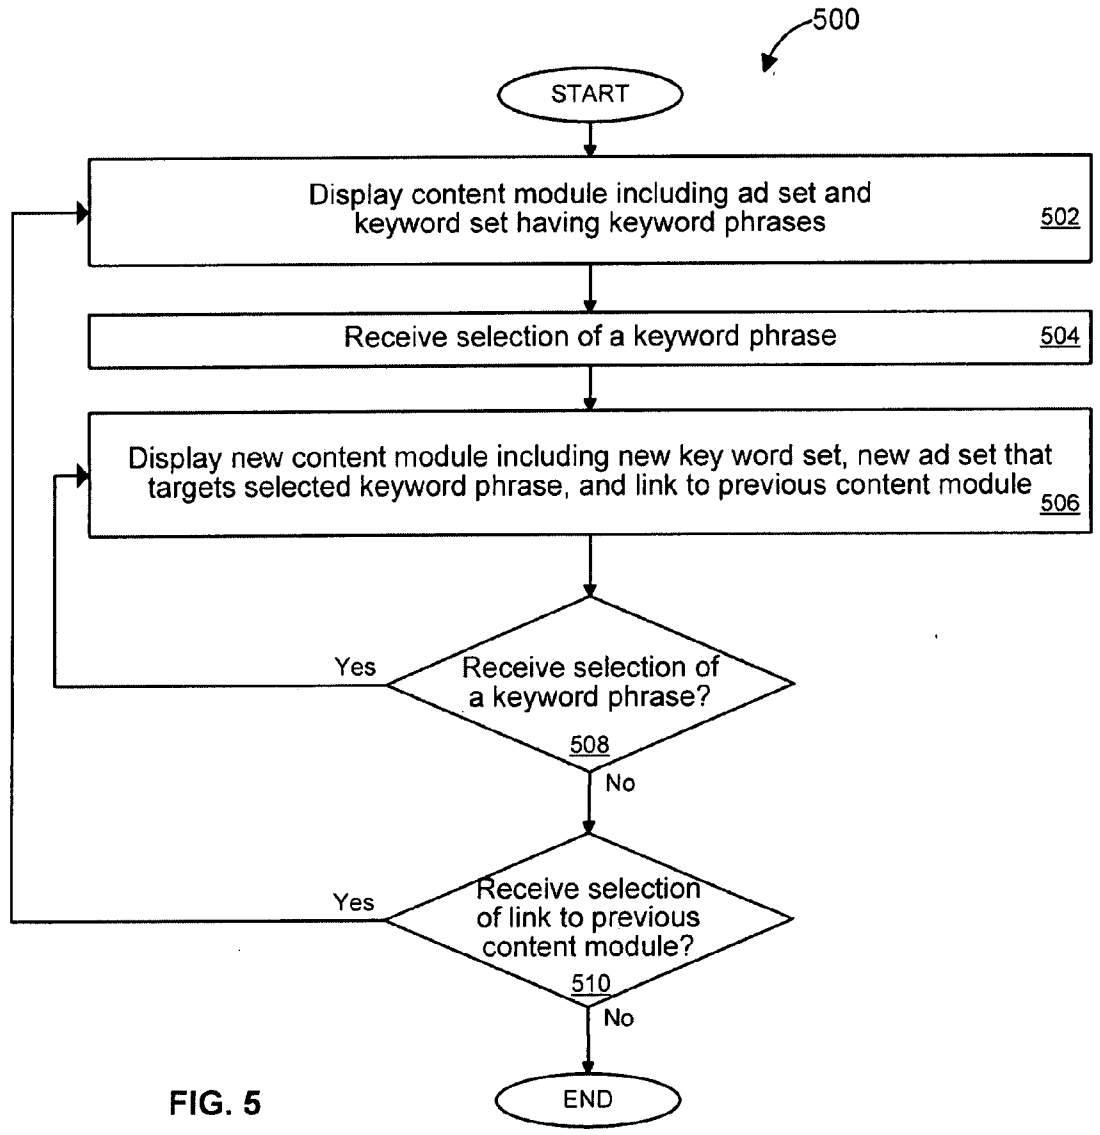 500
START
Display content module including ad set and
keyword set having keyword phrases
502
Receive selection of a keyword phrase
504
Display new content module including new key word set, new ad set that
targets selected keyword phrase, and link to previous content module
506
Yes
Receive selection of
a keyword phrase?
508
No
Yes
Receive selection
of link to previous
content module?
510
No
END
FIG. 5